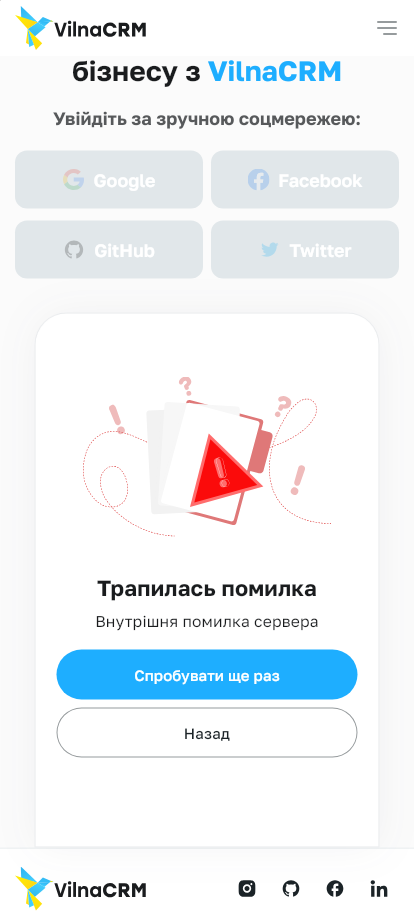 VilnaCRM
бізнесу з VilnaCRM
Увійдіть за зручною соцмережею:
Google
Facebook
GitHub
Twitter
Трапилась помилка
Внутрішня помилка сервера
Спробувати ще раз
Назад
VilnaCRM